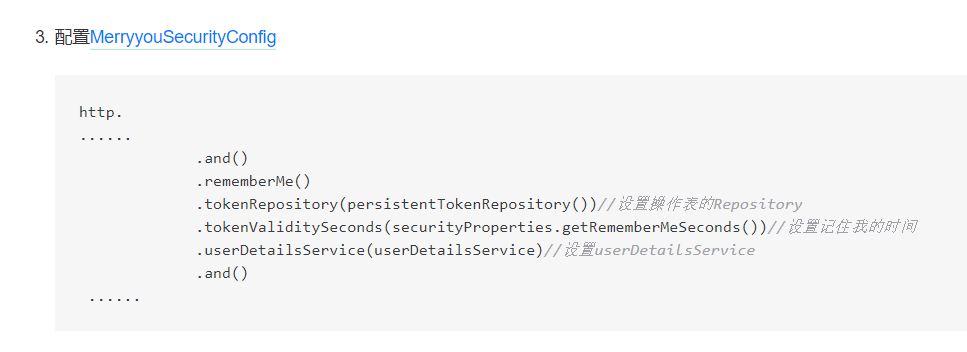 3. 配置MerryyouSecurityConfig
http.
......
.and()
.rememberMe()
.tokenRepository(persistentTokenRepository())//设置操作表的Repository
.tokenValiditySeconds(securityProperties.getRememberMeSeconds())//设置记住我的时间
.userDetailsService(userDetailsService)//设置userDetailsService
.and()
......